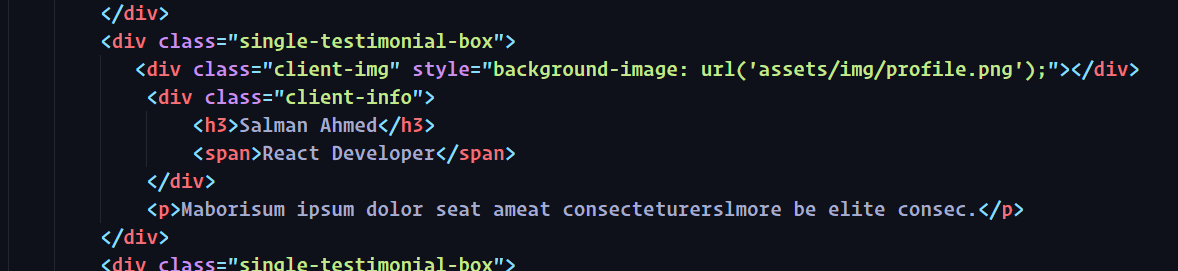 </div>
<div class="single-testimonial-box">
<div class="client-img" style="background-image: url('assets/img/profile.png');"></div>
<div class="client-info">
<h3>Salman Ahmed</h3>
<span>React Developer</span>
</div>
<p>Maborisum ipsum dolor seat ameat consecteturerslmore be elite consec.</p>
</div>
<div class="single-testimonial-box">